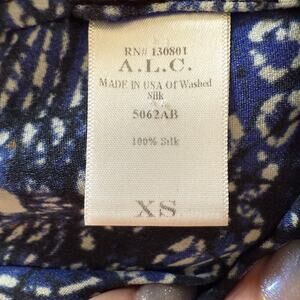 RN# 130801
A.L.C.
MADE IN USA Of Washed
Silk
5062AB
100% Silk
XS